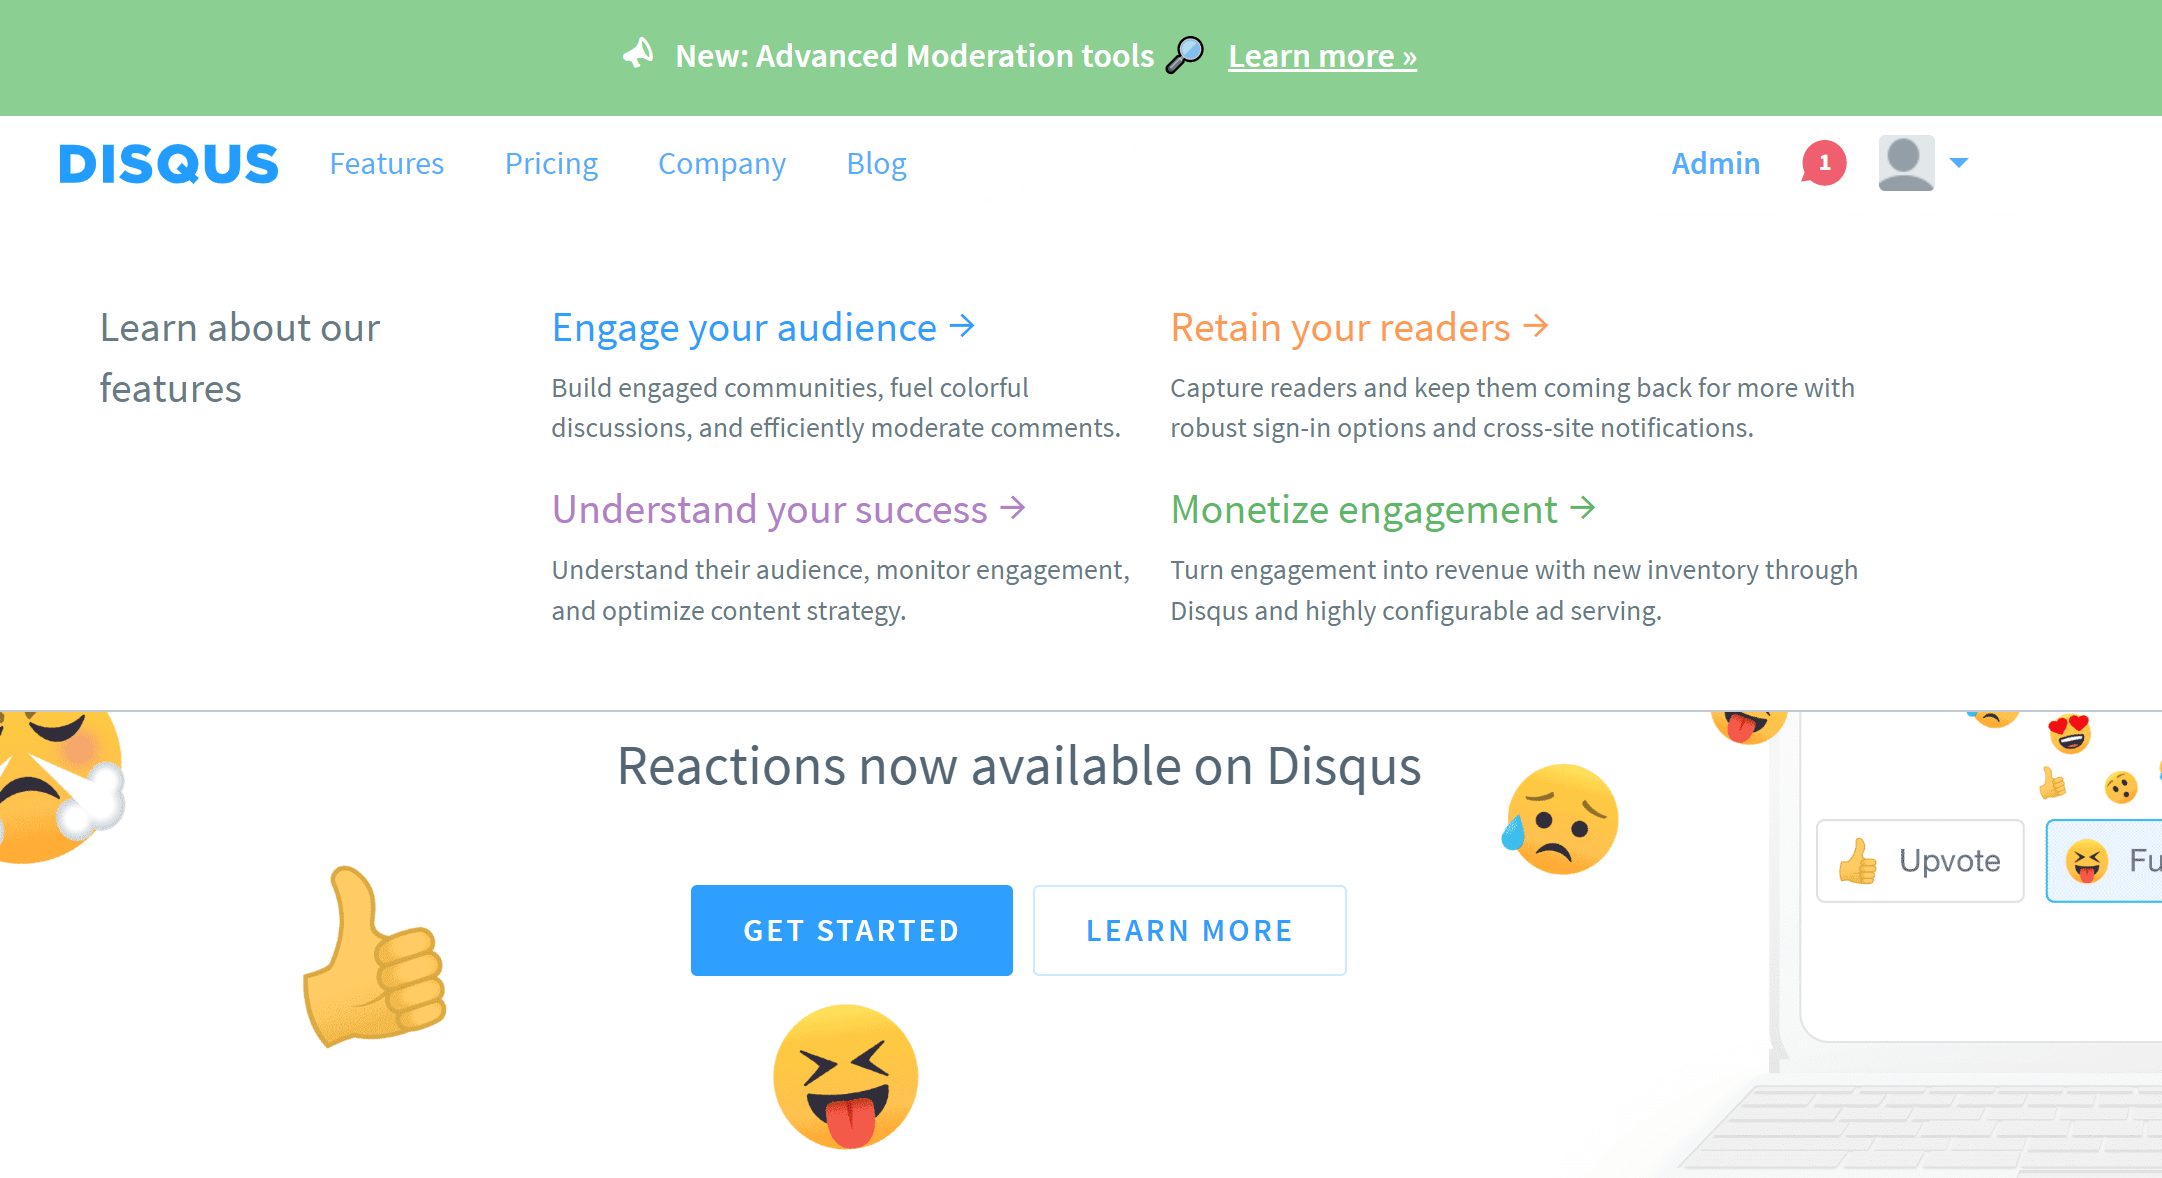 New: Advanced Moderation tools Learn more »
DISQUS Features Pricing Company Blog Admin 1
Learn about our
features
Engage your audience →
Build engaged communities, fuel colorful
discussions, and efficiently moderate comments.
Retain your readers →
Capture readers and keep them coming back for more with
robust sign-in options and cross-site notifications.
Understand your success →
Understand their audience, monitor engagement,
and optimize content strategy.
Monetize engagement →
Turn engagement into revenue with new inventory through
Disqus and highly configurable ad serving.
Reactions now available on Disqus
GET STARTED LEARN MORE
Upvote